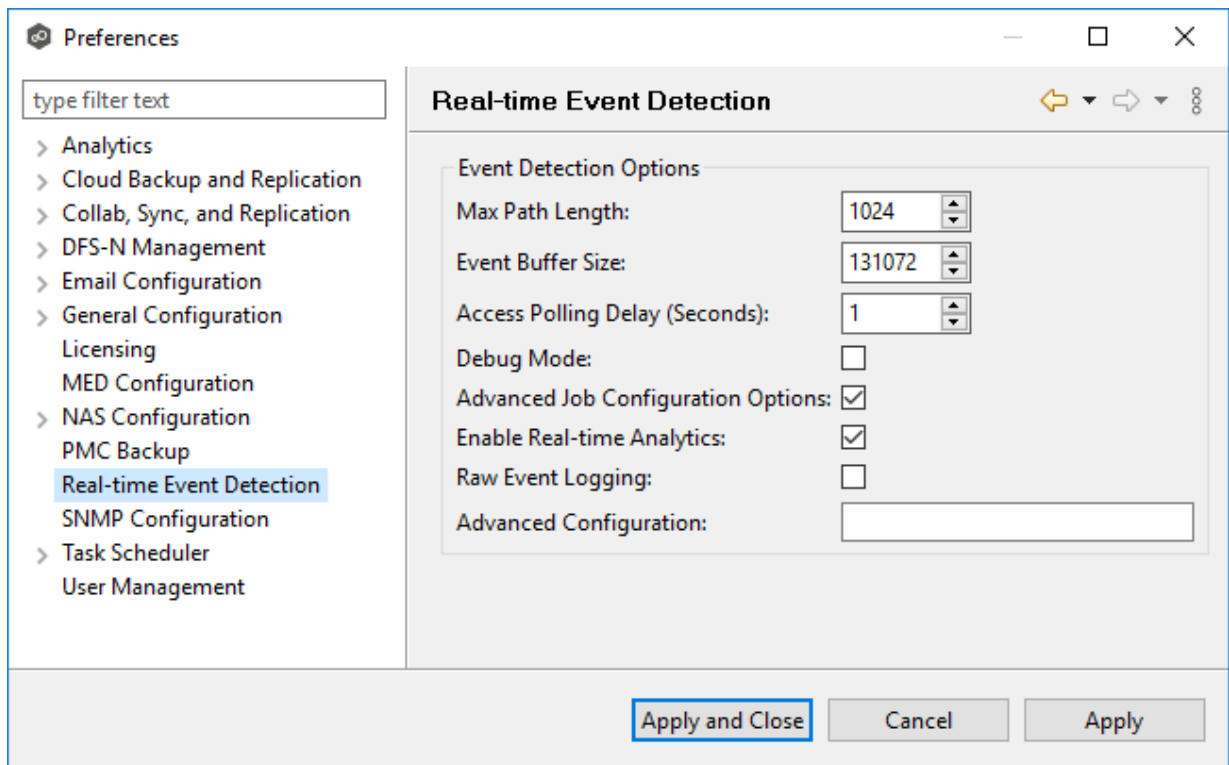 Preferences
type filter text
Analytics
Cloud Backup and Replication
Collab, Sync, and Replication
DFS-N Management
Email Configuration
General Configuration
Licensing
MED Configuration
NAS Configuration
PMC Backup
Real-time Event Detection
SNMP Configuration
Task Scheduler
User Management
Real-time Event Detection
Event Detection Options
Max Path Length: 1024
Event Buffer Size: 131072
Access Polling Delay (Seconds): 1
Debug Mode:
Advanced Job Configuration Options:
Enable Real-time Analytics:
Raw Event Logging:
Advanced Configuration:
Apply and Close Cancel Apply